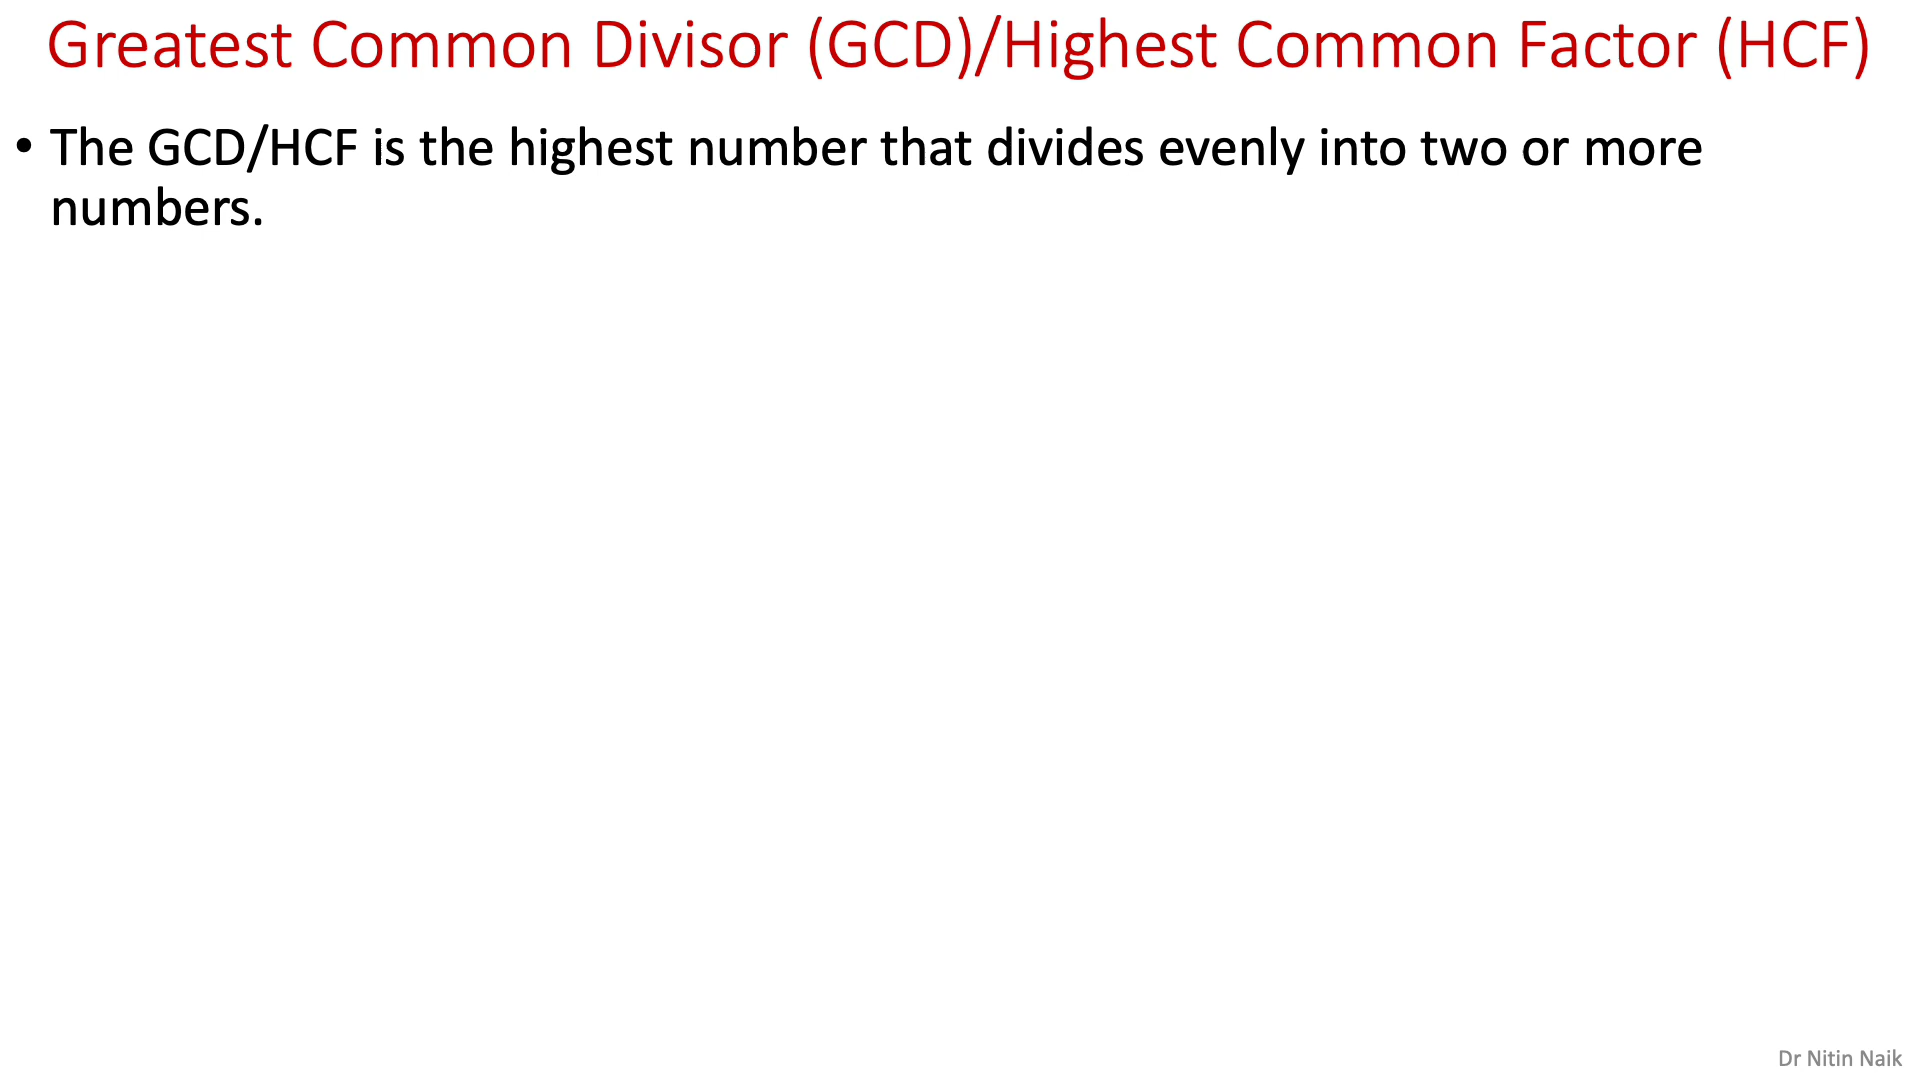 Greatest Common Divisor (GCD)/Highest Common Factor (HCF)
• The GCD/HCF is the highest number that divides evenly into two or more
numbers.
Dr Nitin Naik